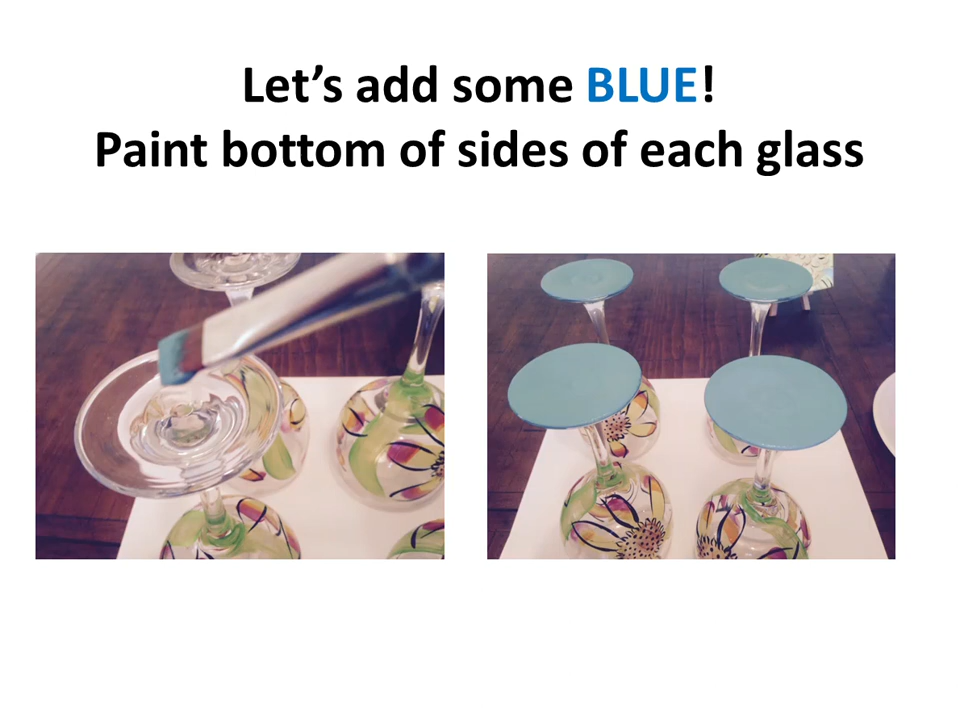 Let’s add some BLUE!
Paint bottom of sides of each glass